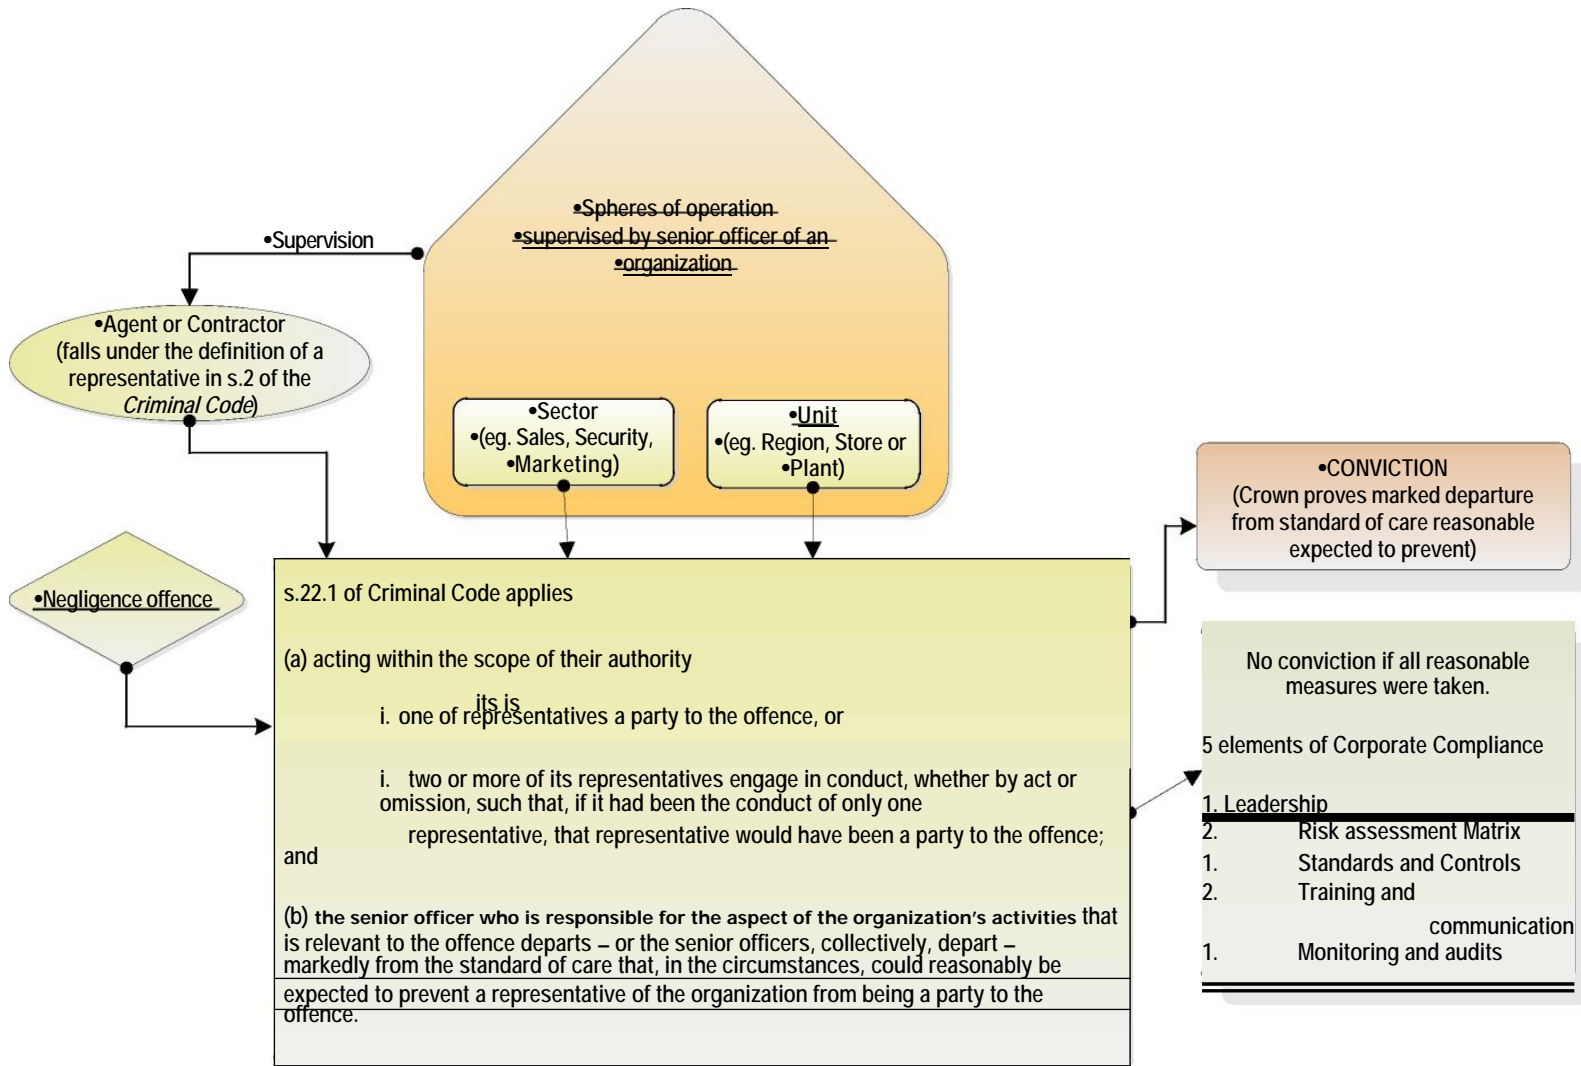 •Spheres of operation
•supervised by senior officer of an
•organization
•Supervision
•Agent or Contractor
(falls under the definition of a
representative in s.2 of the
Criminal Code)
•Sector
•(eg. Sales, Security,
•Marketing)
•Unit
•(eg. Region, Store or
•Plant)
•Negligence offence
s.22.1 of Criminal Code applies
(a) acting within the scope of their authority
its is
i. one of representatives a party to the offence, or
i. two or more of its representatives engage in conduct, whether by act or
omission, such that, if it had been the conduct of only one
representative, that representative would have been a party to the offence;
and
(b) the senior officer who is responsible for the aspect of the organization's activities that
is relevant to the offence departs – or the senior officers, collectively, depart –
markedly from the standard of care that, in the circumstances, could reasonably be
expected to prevent a representative of the organization from being a party to the
offence.
•CONVICTION
(Crown proves marked departure
from standard of care reasonable
expected to prevent)
No conviction if all reasonable
measures were taken.
5 elements of Corporate Compliance
1. Leadership
2. Risk assessment Matrix
1. Standards and Controls
2. Training and
communication
1. Monitoring and audits